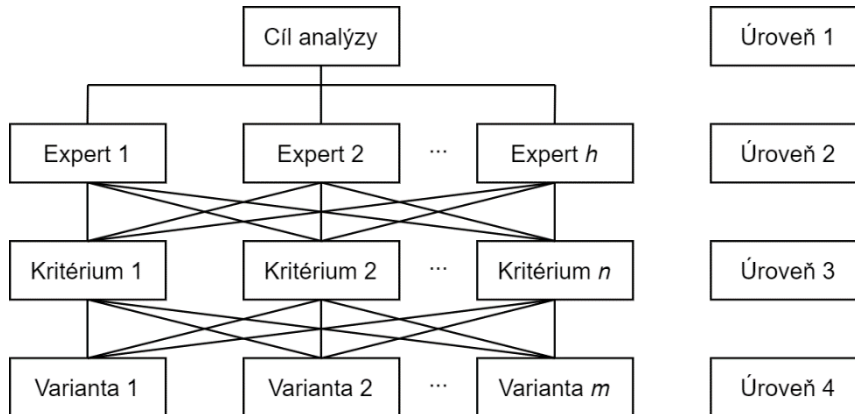 Cíl analýzy Úroveň 1
Expert 1 Expert 2 ... Expert h Úroveň 2
Kritérium 1 Kritérium 2 ... Kritérium n Úroveň 3
Varianta 1 Varianta 2 ... Varianta m Úroveň 4